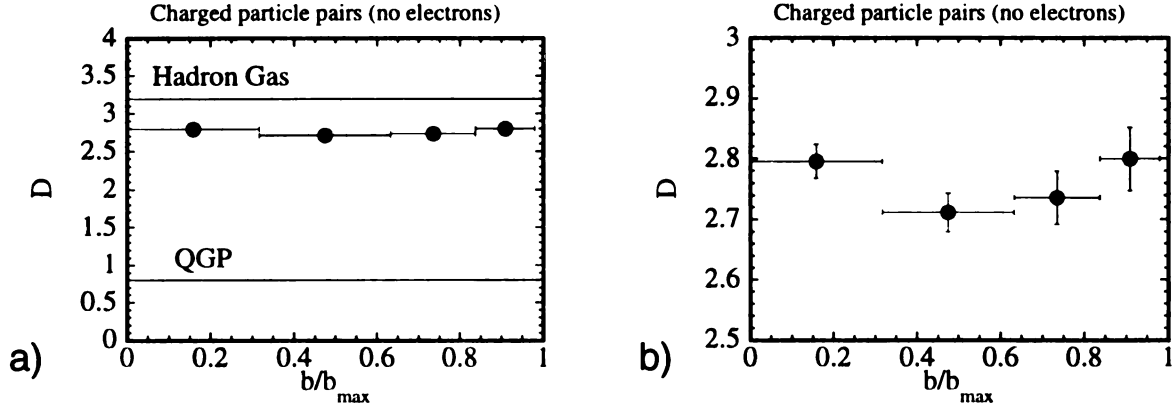 Charged particle pairs (no electrons)
4
3.5
3
2.5
2
1.5
1
0.5
0
D
Hadron Gas
QGP
0 0.2 0.4 0.6 0.8 1
b/b_max
a)
Charged particle pairs (no electrons)
3
2.9
2.8
2.7
2.6
2.5
D
0 0.2 0.4 0.6 0.8 1
b/b_max
b)